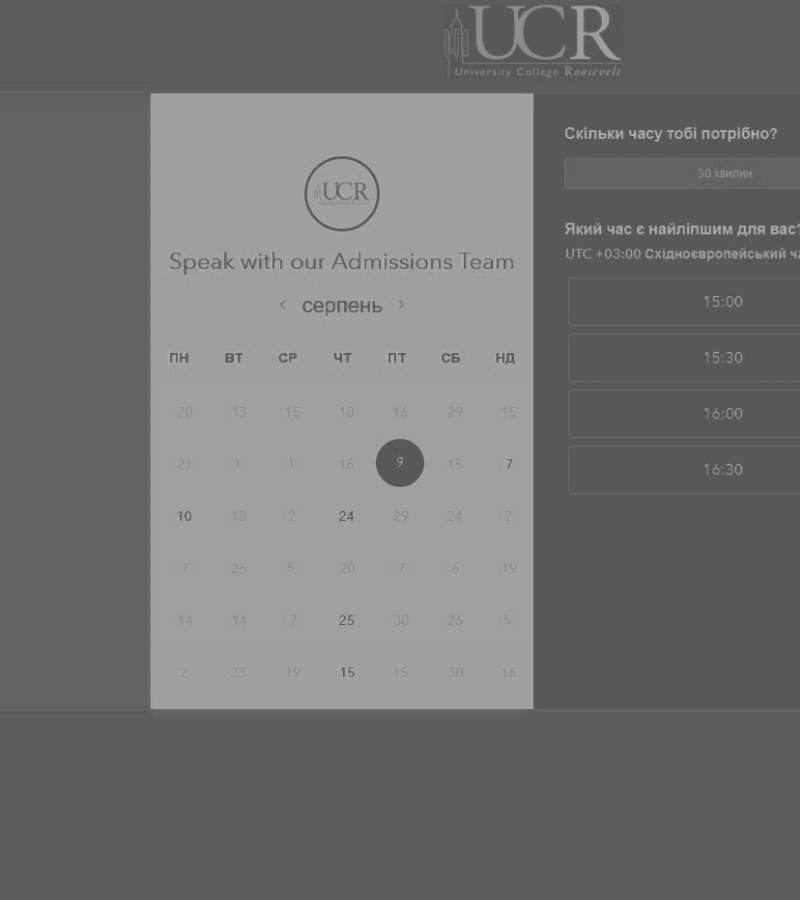 UCR
University College Roosevelt
Скільки часу тобі потрібно?
30 хвилин
UCR
Speak with our Admissions Team
Який час є найліпшим для вас?
UTC +03:00 Східноєвропейський ча
< серпень >
15:00
15:30
16:00
16:30
ПН ВТ СР ЧТ ПТ СБ НД
20 13 15 18 16 29 15
21 1 1 16 9 15 7
10 18 2 24 29 24 2
7 26 5 20 7 6 19
14 14 7 25 30 26 5
2 23 19 15 15 30 16